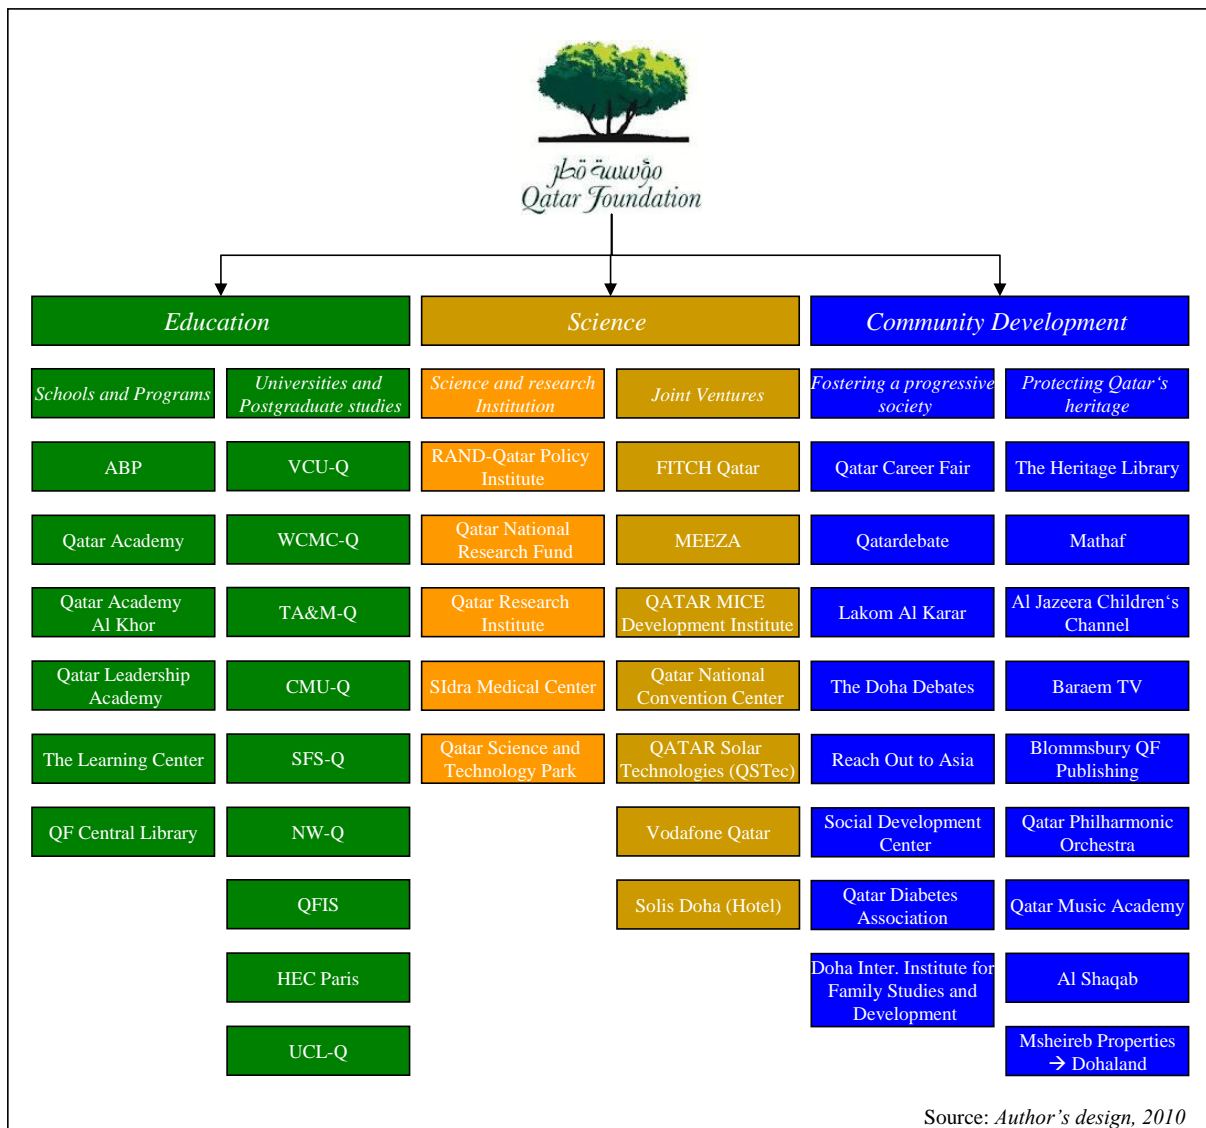 مؤسسة قطر
Qatar Foundation
Education
Science
Community Development
Schools and Programs
Universities and
Postgraduate studies
Science and research
Institution
Joint Ventures
Fostering a progressive
society
Protecting Qatar‘s
heritage
ABP
VCU-Q
RAND-Qatar Policy
Institute
FITCH Qatar
Qatar Career Fair
The Heritage Library
Qatar Academy
WCMC-Q
Qatar National
Research Fund
MEEZA
Qatardebate
Mathaf
Qatar Academy
Al Khor
TA&M-Q
Qatar Research
Institute
QATAR MICE
Development Institute
Lakom Al Karar
Al Jazeera Children‘s
Channel
Qatar Leadership
Academy
CMU-Q
SIdra Medical Center
Qatar National
Convention Center
The Doha Debates
Baraem TV
The Learning Center
SFS-Q
Qatar Science and
Technology Park
QATAR Solar
Technologies (QSTec)
Reach Out to Asia
Blommsbury QF
Publishing
QF Central Library
NW-Q
Vodafone Qatar
Social Development
Center
Qatar Philharmonic
Orchestra
QFIS
Solis Doha (Hotel)
Qatar Diabetes
Association
Qatar Music Academy
HEC Paris
Doha Inter. Institute for
Family Studies and
Development
Al Shaqab
UCL-Q
Msheireb Properties
→ Dohaland
Source: Author’s design, 2010